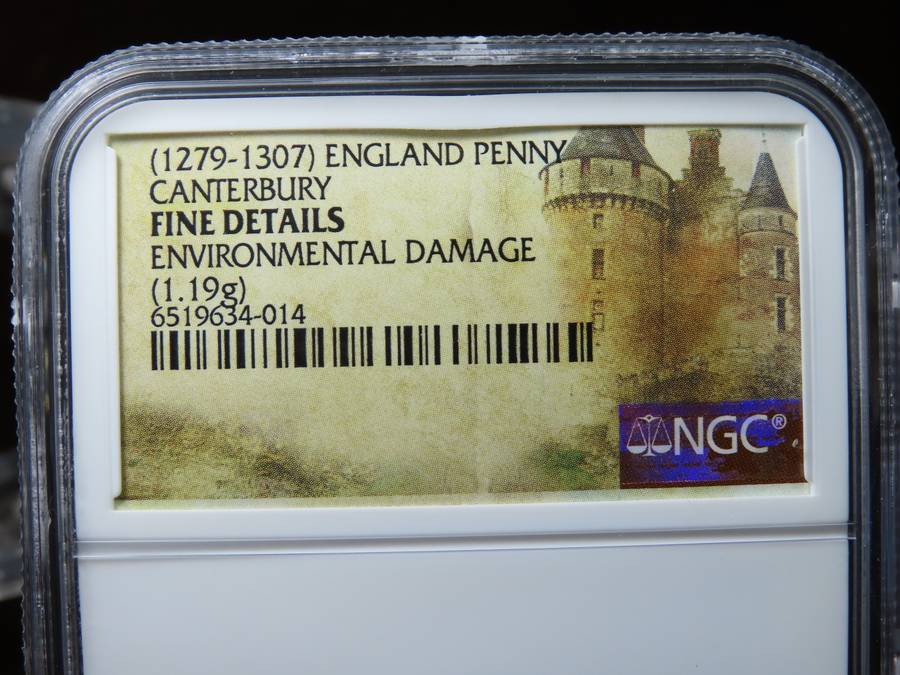 (1279-1307) ENGLAND PENNY
CANTERBURY
FINE DETAILS
ENVIRONMENTAL DAMAGE
(1.19g)
6519634-014
NGC®